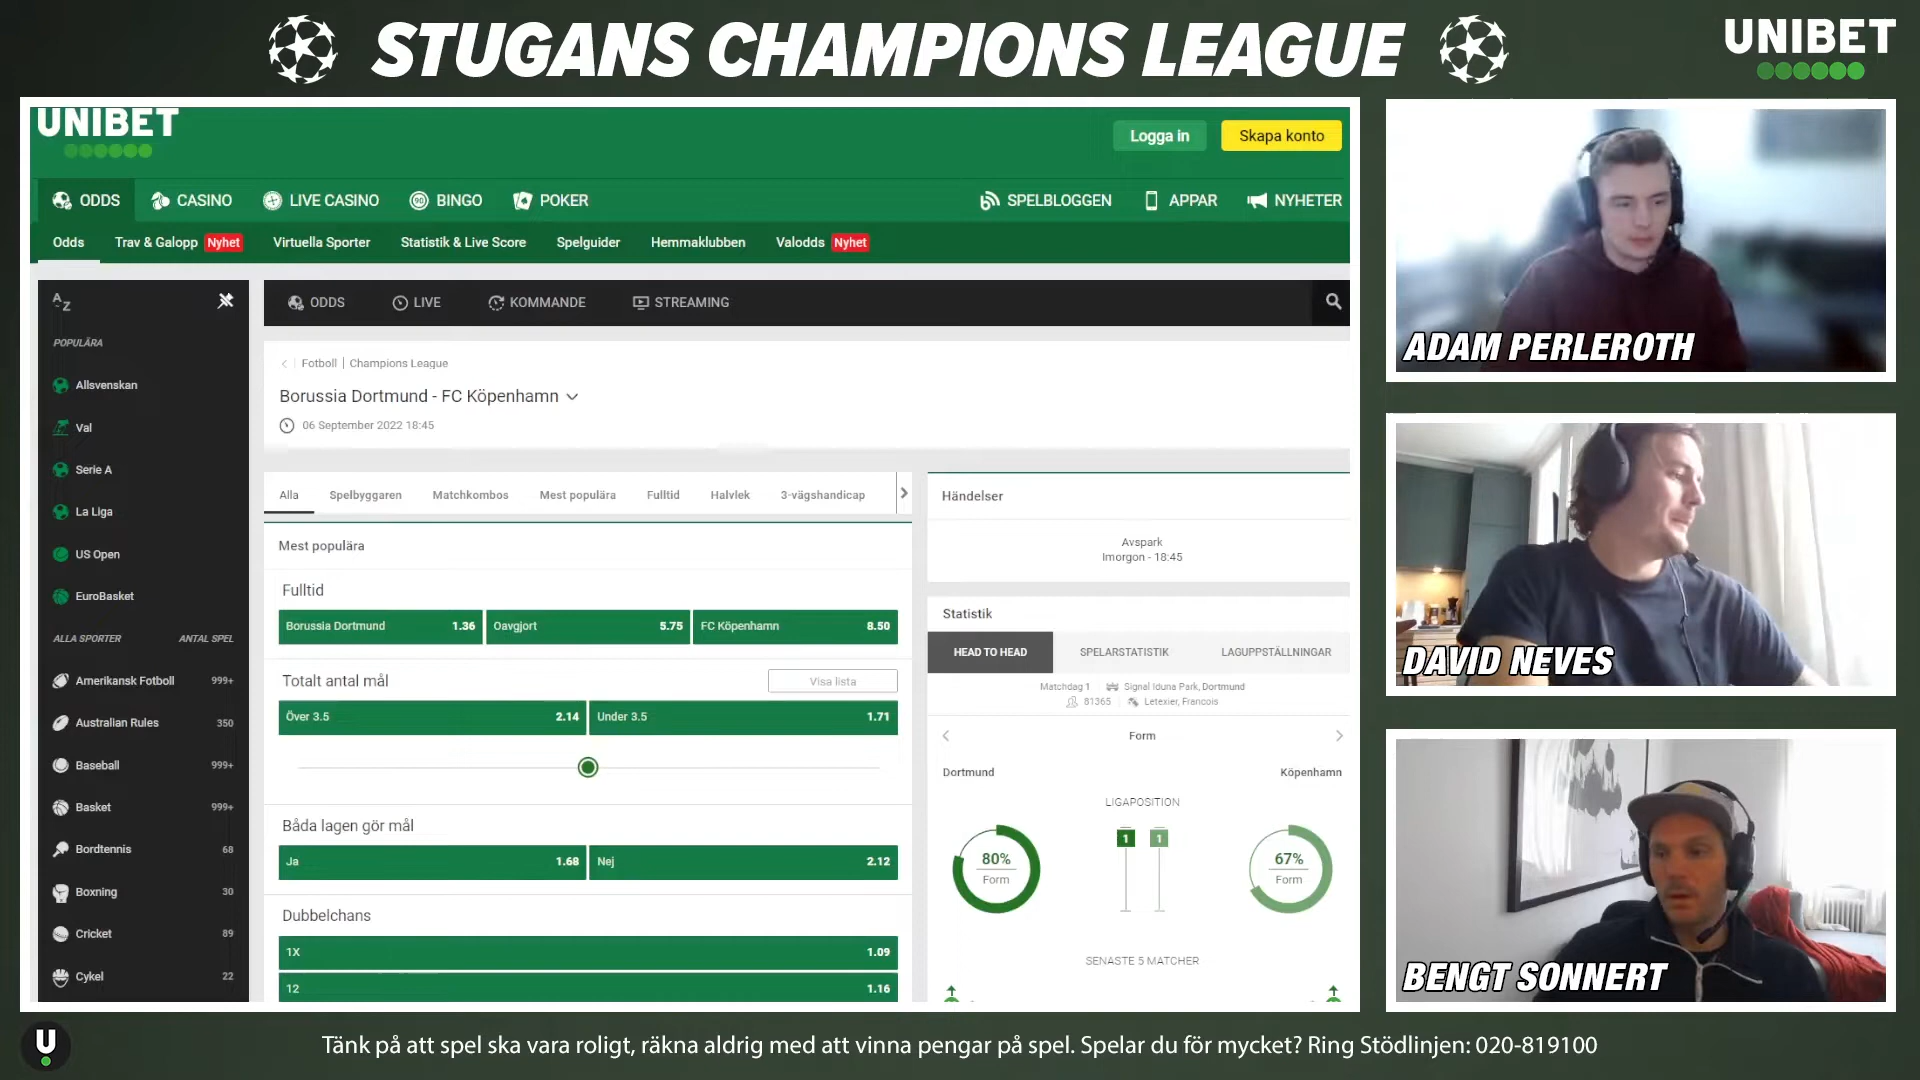 STUGANS CHAMPIONS LEAGUE
UNIBET
UNIBET
Logga in
Skapa konto
ODDS
CASINO
LIVE CASINO
BINGO
POKER
SPELBLOGGEN
APPAR
NYHETER
Odds
Trav & Galopp Nyhet
Virtuella Sporter
Statistik & Live Score
Spelguider
Hemmaklubben
Valodds Nyhet
A-Z
POPULÄRA
Allsvenskan
Val
Serie A
La Liga
US Open
EuroBasket
ALLA SPORTER ANTAL SPEL
Amerikansk Fotboll 999+
Australian Rules 350
Baseball 999+
Basket 999+
Bordtennis 68
Boxning 30
Cricket 89
Cykel 22
ODDS
LIVE
KOMMANDE
STREAMING
Fotboll | Champions League
Borussia Dortmund - FC Köpenhamn
06 September 2022 18:45
Alla
Spelbyggaren
Matchkombos
Mest populära
Fulltid
Halvlek
3-vägshandicap
Mest populära
Fulltid
Borussia Dortmund 1.36
Oavgjort 5.75
FC Köpenhamn 8.50
Totalt antal mål
Visa lista
Över 3.5 2.14
Under 3.5 1.71
Båda lagen gör mål
Ja 1.68
Nej 2.12
Dubbelchans
1X 1.09
12 1.16
Händelser
Avspark
Imorgon - 18:45
Statistik
HEAD TO HEAD
SPELARSTATISTIK
LAGUPPSTÄLLNINGAR
Matchdag 1 Signal Iduna Park, Dortmund
81365 Letexier, Francois
Form
Dortmund
Köpenhamn
LIGAPOSITION
80%
Form
1
1
67%
Form
SENASTE 5 MATCHER
ADAM PERLEROTH
DAVID NEVES
BENGT SONNERT
U
Tänk på att spel ska vara roligt, räkna aldrig med att vinna pengar på spel. Spelar du för mycket? Ring Stödlinjen: 020-819100